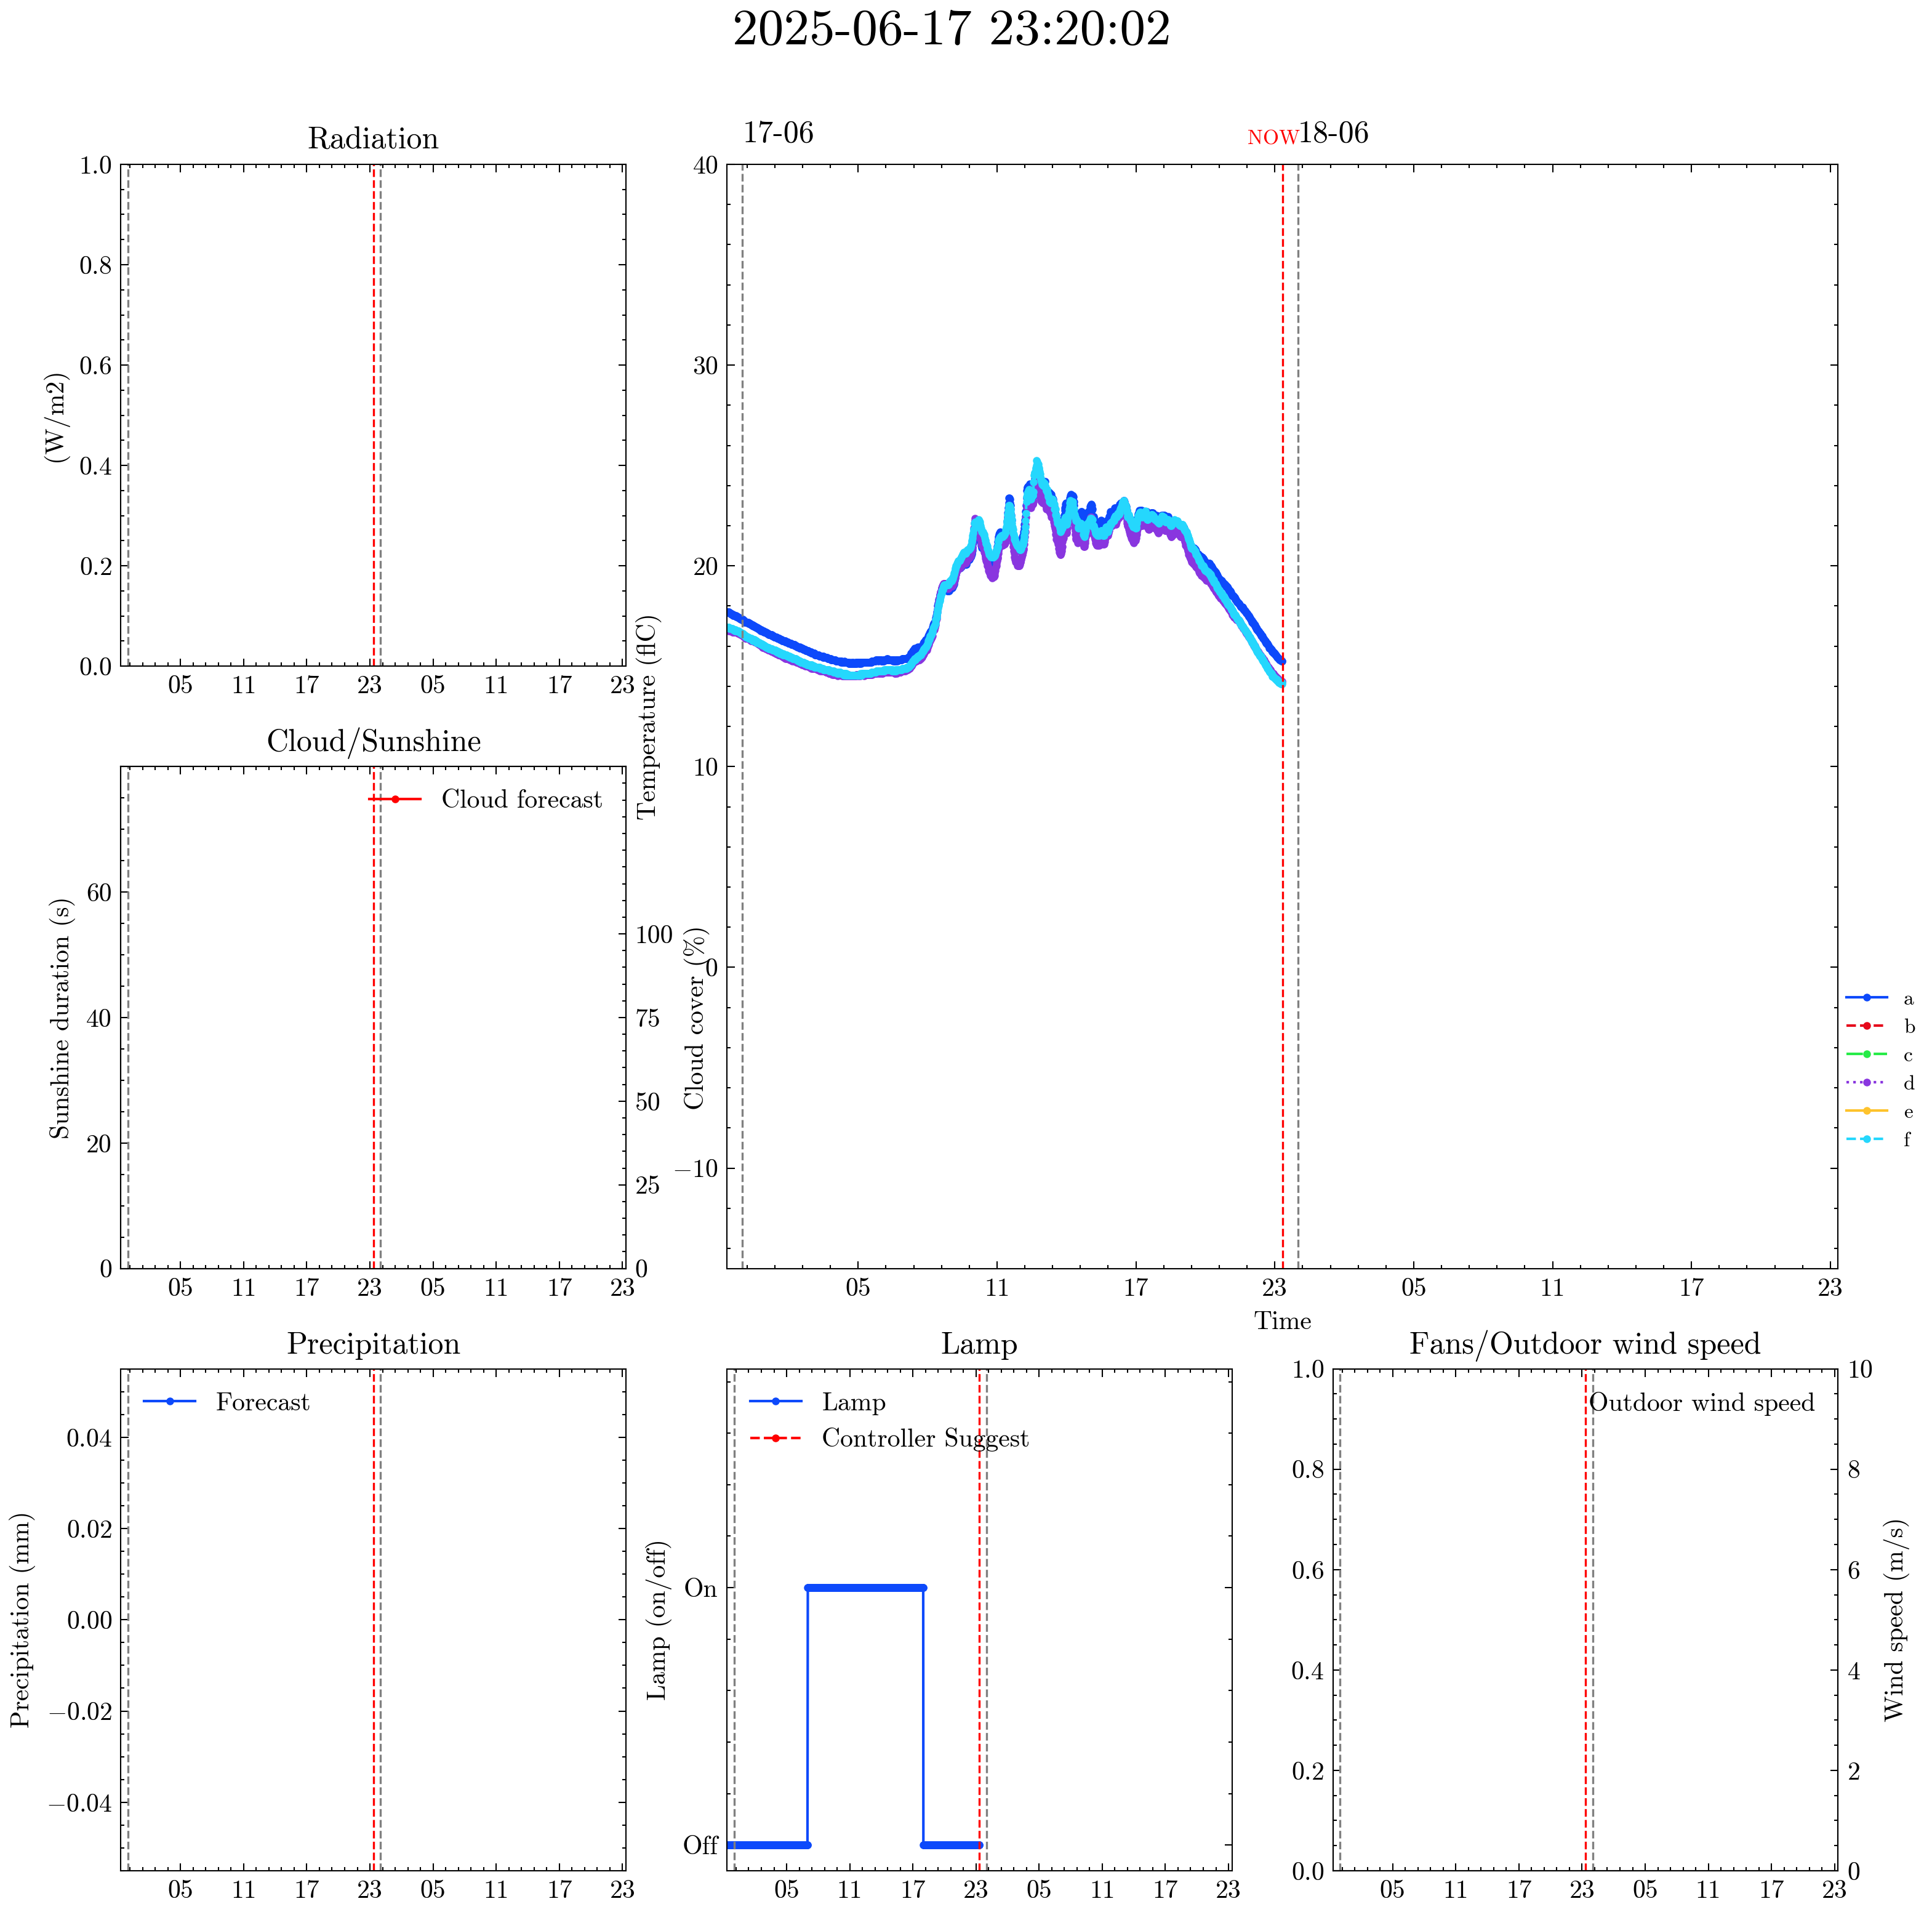 2025-06-17 23:20:02
Radiation
1.0
0.8
0.6
0.4
0.2
0.0
(W/m2)
05 11 17 23 05 11 17 23
17-06
NOW
18-06
40
30
20
10
0
−10
Temperature (flC)
05 11 17 23 05 11 17 23
Time
a
b
c
d
e
f
Cloud/Sunshine
Cloud forecast
60
40
20
0
Sunshine duration (s)
100
75
50
25
0
Cloud cover (%)
05 11 17 23 05 11 17 23
Precipitation
Forecast
0.04
0.02
0.00
−0.02
−0.04
Precipitation (mm)
05 11 17 23 05 11 17 23
Lamp
Lamp
Controller Suggest
On
Off
Lamp (on/off)
05 11 17 23 05 11 17 23
Fans/Outdoor wind speed
Outdoor wind speed
1.0
0.8
0.6
0.4
0.2
0.0
10
8
6
4
2
0
Wind speed (m/s)
05 11 17 23 05 11 17 23